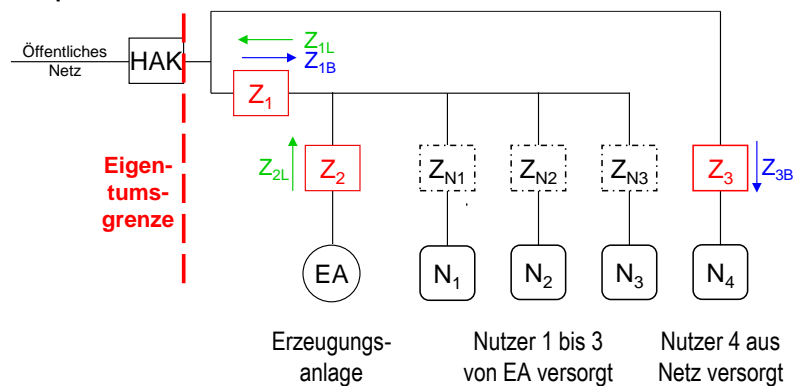 Öffentliches
Netz
HAK
Z1L
Z1B
Z1
Eigen-
tums-
grenze
Z2L
Z2
ZN1
ZN2
ZN3
Z3
Z3B
EA
N1
N2
N3
N4
Erzeugungs-
anlage
Nutzer 1 bis 3
von EA versorgt
Nutzer 4 aus
Netz versorgt